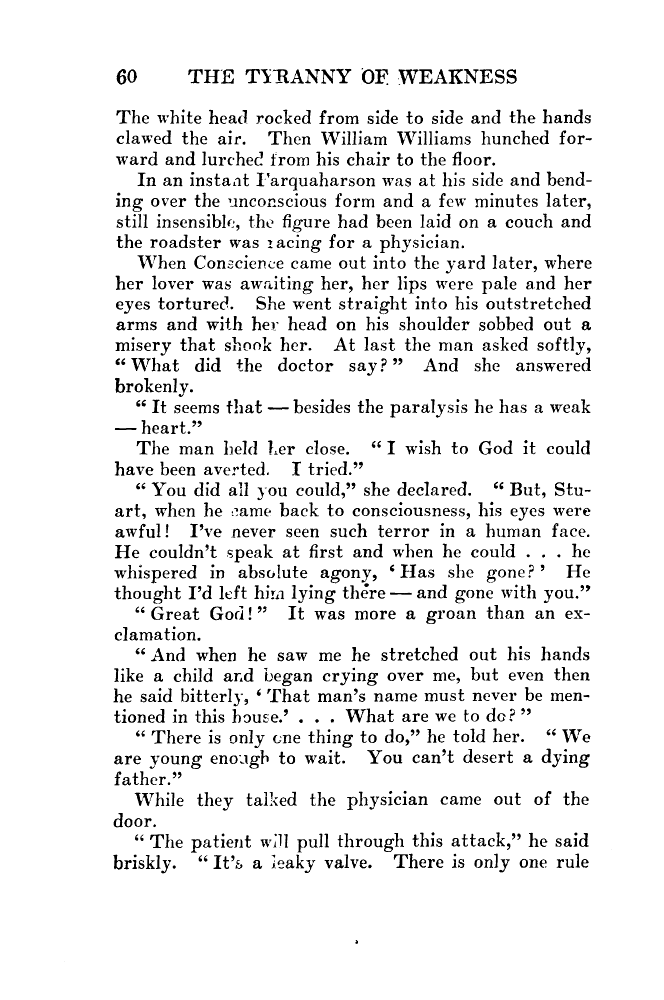 60 THE TYRANNY OF WEAKNESS
The white head rocked from side to side and the hands
clawed the air. Then William Williams hunched for-
ward and lurched from his chair to the floor.
In an instant Farquaharson was at his side and bend-
ing over the unconscious form and a few minutes later,
still insensible, the figure had been laid on a couch and
the roadster was racing for a physician.
When Conscience came out into the yard later, where
her lover was awaiting her, her lips were pale and her
eyes tortured. She went straight into his outstretched
arms and with her head on his shoulder sobbed out a
misery that shook her. At last the man asked softly,
“What did the doctor say?” And she answered
brokenly.
“It seems that — besides the paralysis he has a weak
— heart.”
The man held her close. “I wish to God it could
have been averted. I tried.”
“You did all you could,” she declared. “But, Stu-
art, when he came back to consciousness, his eyes were
awful! I've never seen such terror in a human face.
He couldn't speak at first and when he could . . . he
whispered in absolute agony, ‘Has she gone?’ He
thought I'd left him lying there — and gone with you.”
“Great God!” It was more a groan than an ex-
clamation.
“And when he saw me he stretched out his hands
like a child and began crying over me, but even then
he said bitterly, ‘That man's name must never be men-
tioned in this house.’ . . . What are we to do?”
“There is only one thing to do,” he told her. “We
are young enough to wait. You can't desert a dying
father.”
While they talked the physician came out of the
door.
“The patient will pull through this attack,” he said
briskly. “It's a leaky valve. There is only one rule